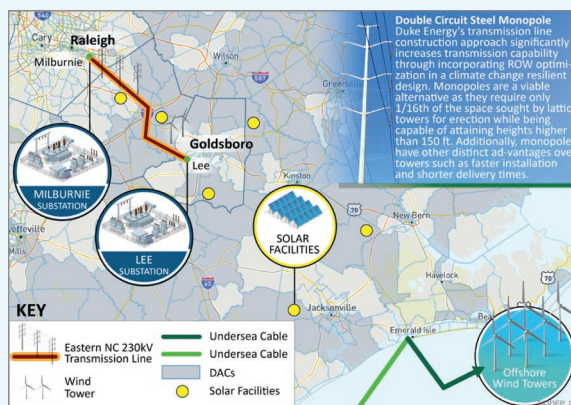 Raleigh
Cary
Milburnie
Wilson
587
Goldsboro
Lee
MILBURNIE
SUBSTATION
LEE
SUBSTATION
Kinston
70
SOLAR
FACILITIES
New Bern
Havelock
70
40
Jacksonville
Emerald Isle
Mills
Offshore
Wind Towers
Double Circuit Steel Monopole
Duke Energy's transmission line
construction approach significantly
increases transmission capability
through incorporating ROW optimi-
zation in a climate change resilient
design. Monopoles are a viable
alternative as they require only
1/16th of the space sought by lattic
towers for erection while being
capable of attaining heights higher
than 150 ft. Additionally, monopole
have other distinct ad-vantages ove
towers such as faster installation
and shorter delivery times.
KEY
Eastern NC 230kV
Transmission Line
Wind
Tower
Undersea Cable
Undersea Cable
DACs
Solar Facilities